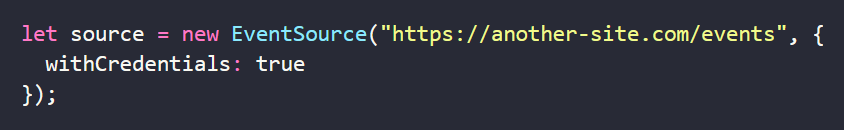 let source = new EventSource("https://another-site.com/events", {
  withCredentials: true
});